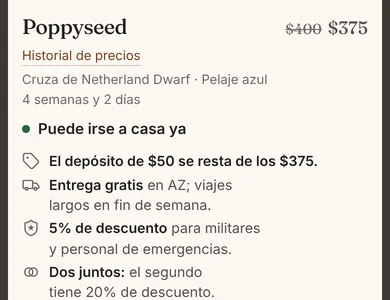 Poppyseed $400 $375
Historial de precios
Cruza de Netherland Dwarf · Pelaje azul
4 semanas y 2 días
Puede irse a casa ya
El depósito de $50 se resta de los $375.
Entrega gratis en AZ; viajes
largos en fin de semana.
5% de descuento para militares
y personal de emergencias.
Dos juntos: el segundo
tiene 20% de descuento.